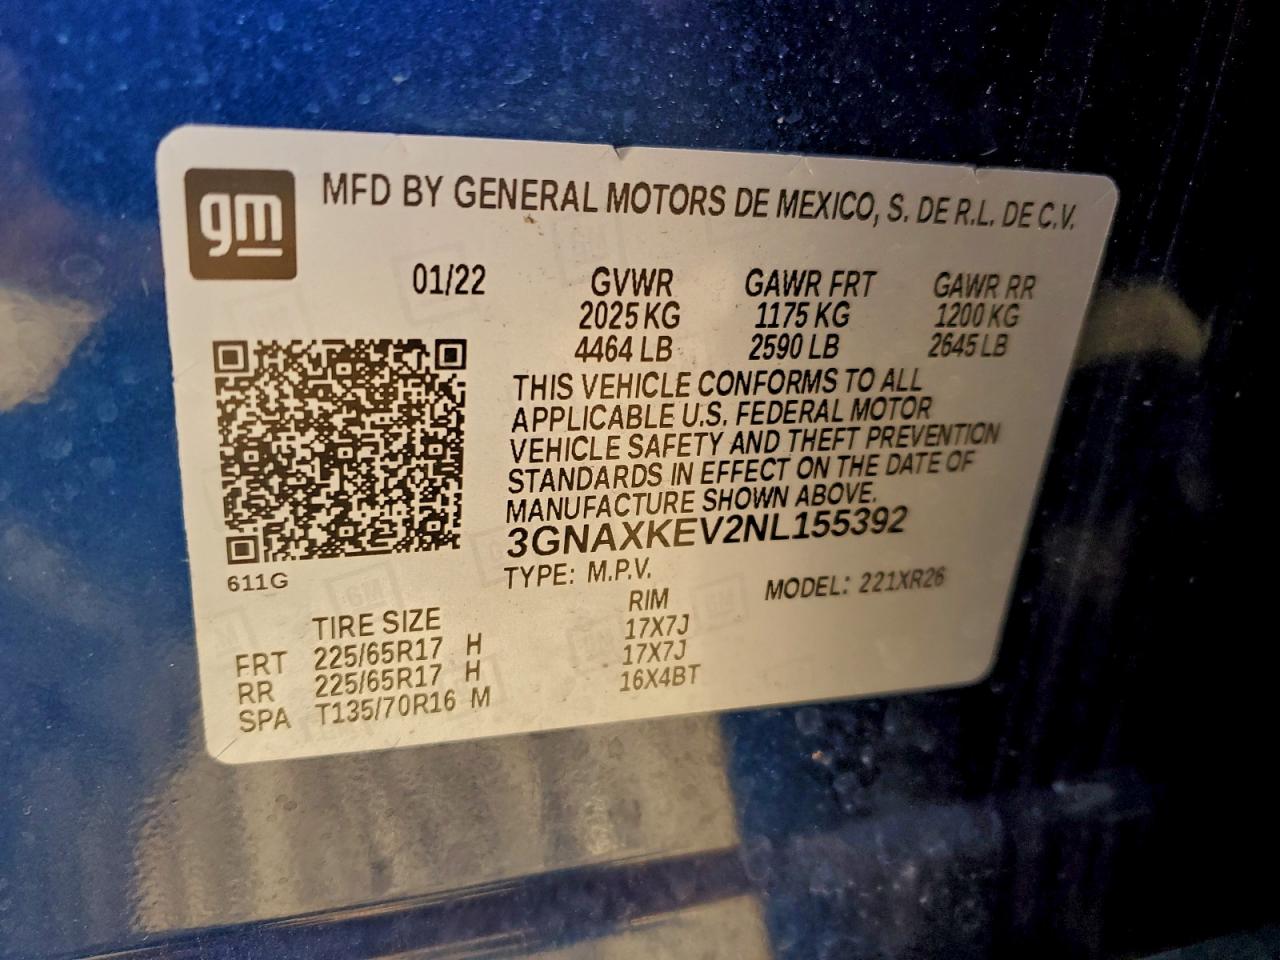 gm
MFD BY GENERAL MOTORS DE MEXICO, S. DE R.L. DE C.V.
01/22 GVWR GAWR FRT GAWR RR
2025 KG 1175 KG 1200 KG
4464 LB 2590 LB 2645 LB
THIS VEHICLE CONFORMS TO ALL
APPLICABLE U.S. FEDERAL MOTOR
VEHICLE SAFETY AND THEFT PREVENTION
STANDARDS IN EFFECT ON THE DATE OF
MANUFACTURE SHOWN ABOVE.
3GNAXKEV2NL155392
611G
TYPE: M.P.V. MODEL: 221XR26
TIRE SIZE RIM
FRT 225/65R17 H 17X7J
RR 225/65R17 H 17X7J
SPA T135/70R16 M 16X4BT